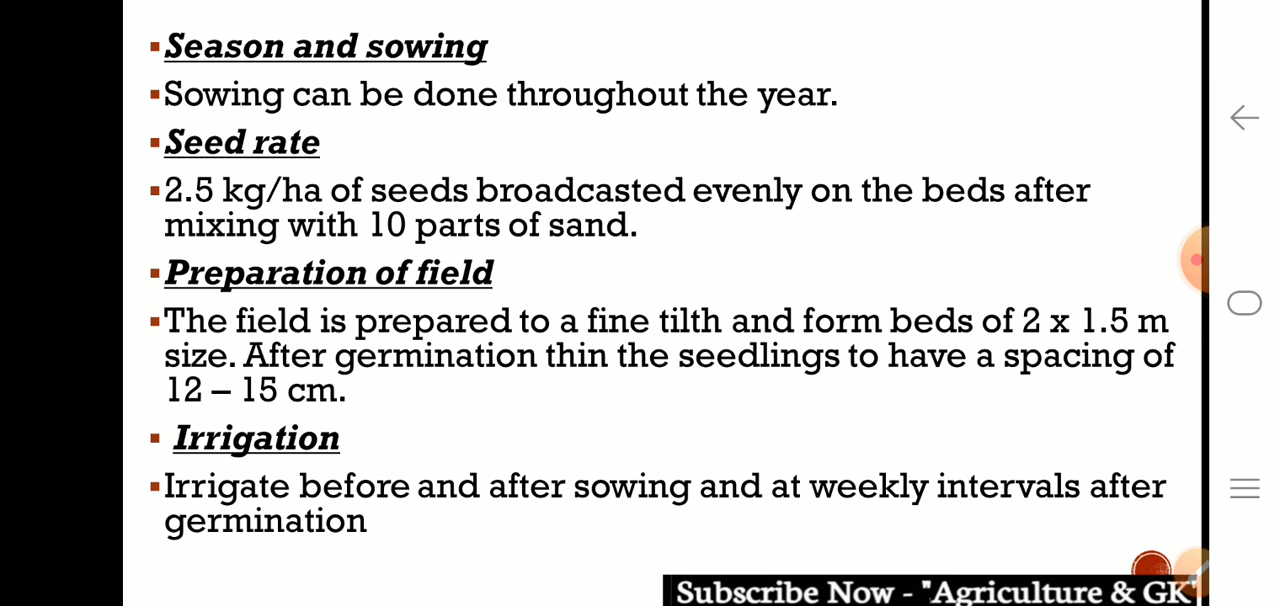 Season and sowing
Sowing can be done throughout the year.
Seed rate
2.5 kg/ha of seeds broadcasted evenly on the beds after
mixing with 10 parts of sand.
Preparation of field
The field is prepared to a fine tilth and form beds of 2 x 1.5 m
size. After germination thin the seedlings to have a spacing of
12 – 15 cm.
Irrigation
Irrigate before and after sowing and at weekly intervals after
germination
Subscribe Now - "Agriculture & GK"